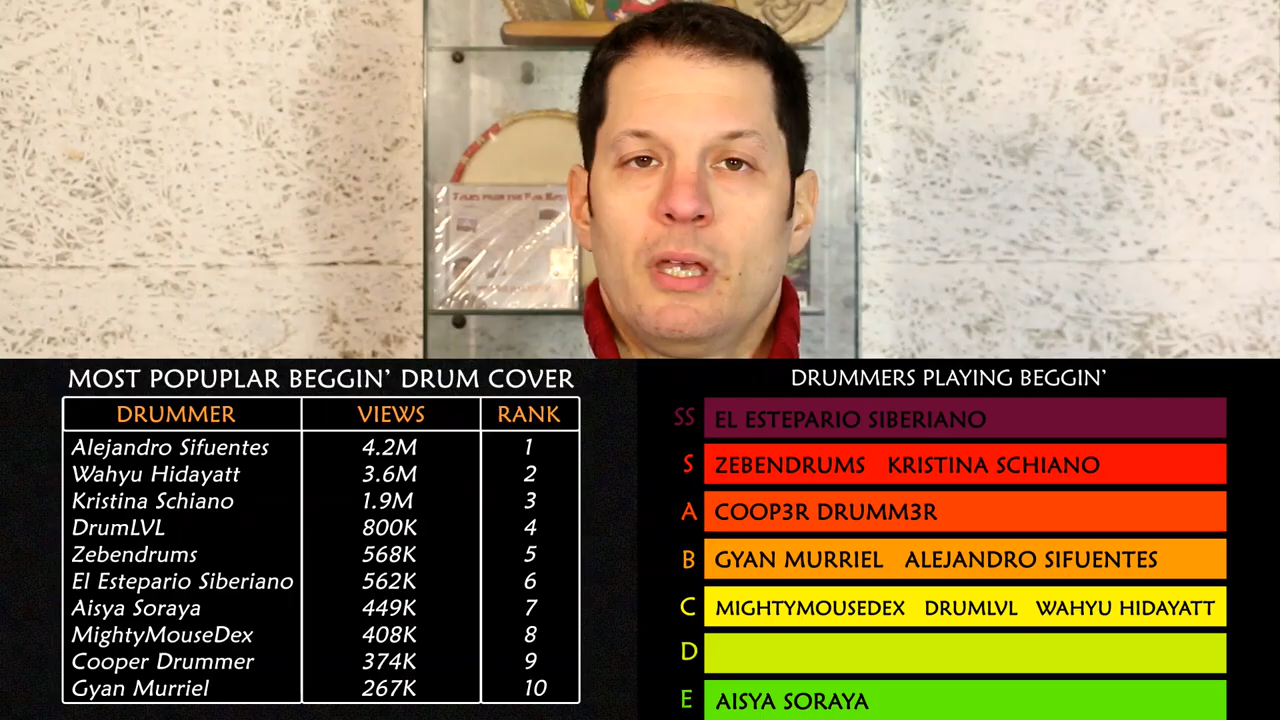 MOST POPUPLAR BEGGIN' DRUM COVER
DRUMMER VIEWS RANK
Alejandro Sifuentes 4.2M 1
Wahyu Hidayatt 3.6M 2
Kristina Schiano 1.9M 3
DrumLVL 800K 4
Zebendrums 568K 5
El Estepario Siberiano 562K 6
Aisya Soraya 449K 7
MightyMouseDex 408K 8
Cooper Drummer 374K 9
Gyan Murriel 267K 10
DRUMMERS PLAYING BEGGIN'
SS EL ESTEPARIO SIBERIANO
S ZEBENDRUMS KRISTINA SCHIANO
A COOP3R DRUMM3R
B GYAN MURRIEL ALEJANDRO SIFUENTES
C MIGHTYMOUSEDEX DRUMLVL WAHYU HIDAYATT
D
E AISYA SORAYA